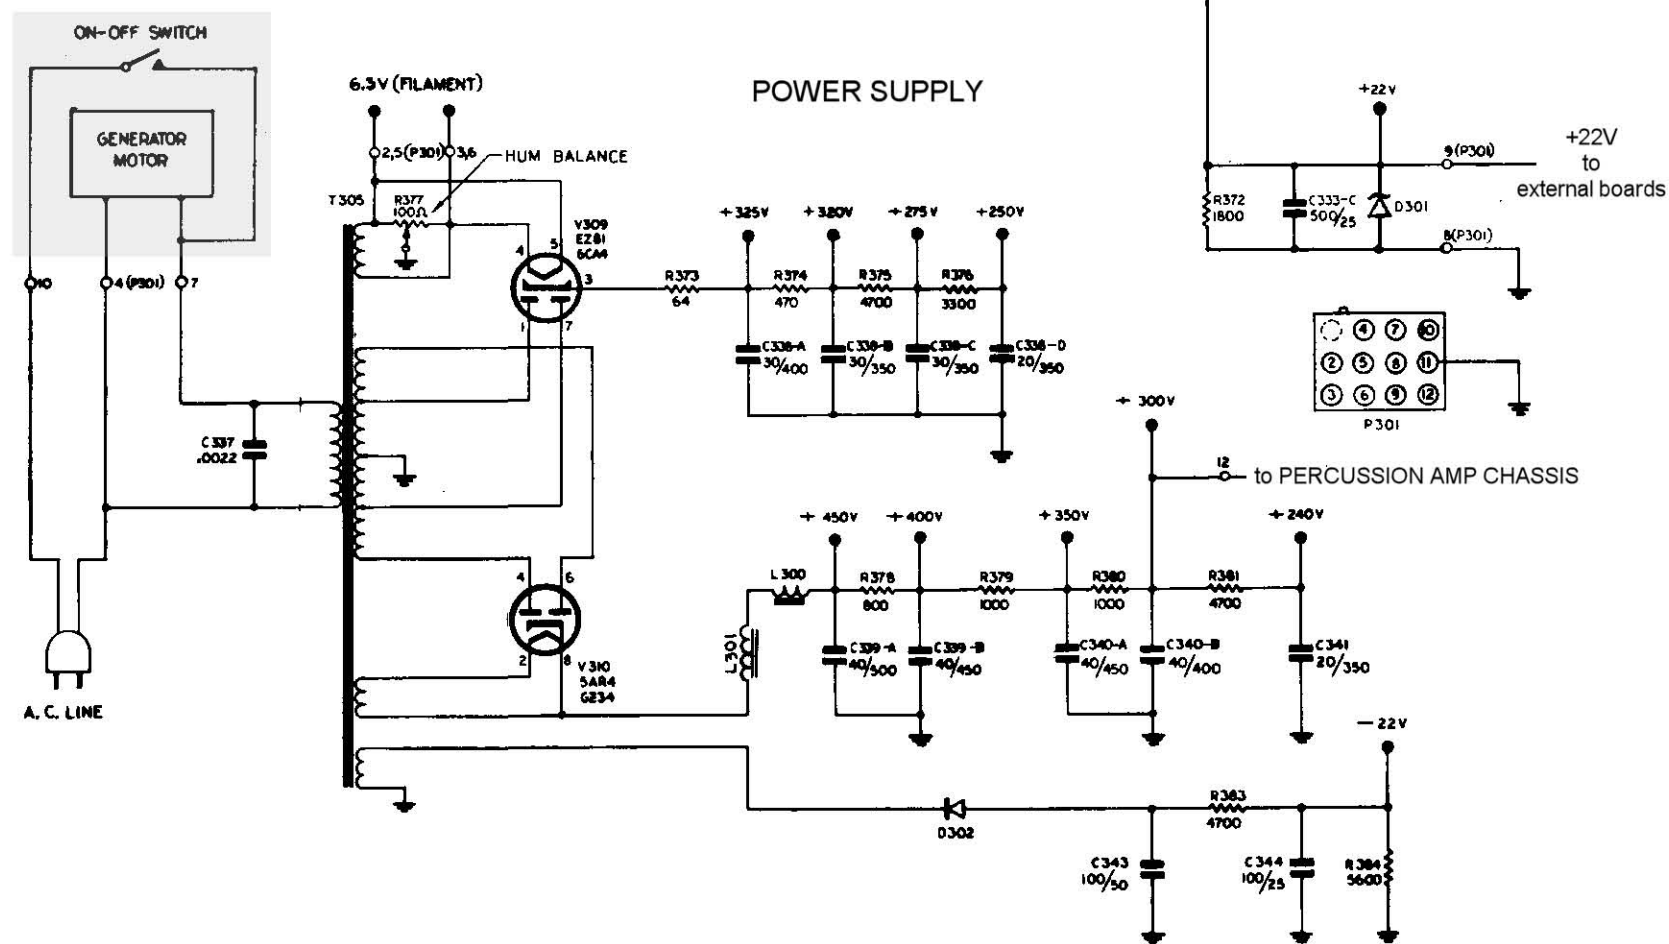 ON-OFF SWITCH
GENERATOR
MOTOR
10
4 (P301)
7
C337
.0022
A. C. LINE
6.3V (FILAMENT)
2,5(P301) 3,6
HUM BALANCE
T305
R377
100Ω
POWER SUPPLY
V309
EZ81
6CA4
4
5
3
1
7
R373
64
+325V
R374
470
+320V
R375
4700
+275V
R376
3300
+250V
C338-A
30/400
C338-B
30/350
C338-C
30/350
C338-D
20/350
+22V
9(P301)
+22V
to
external boards
R372
1800
C333-C
500/25
D301
8(P301)
4 7 10
2 5 8 11
3 6 9 12
P301
+300V
12
to PERCUSSION AMP CHASSIS
4
6
2
8
V310
5AR4
GZ34
L301
L300
+450V
R378
800
+400V
R379
1000
+350V
R380
1000
R381
4700
+240V
C339-A
40/500
C339-B
40/450
C340-A
40/450
C340-B
40/400
C341
20/350
-22V
D302
R383
4700
C343
100/50
C344
100/25
R384
5600